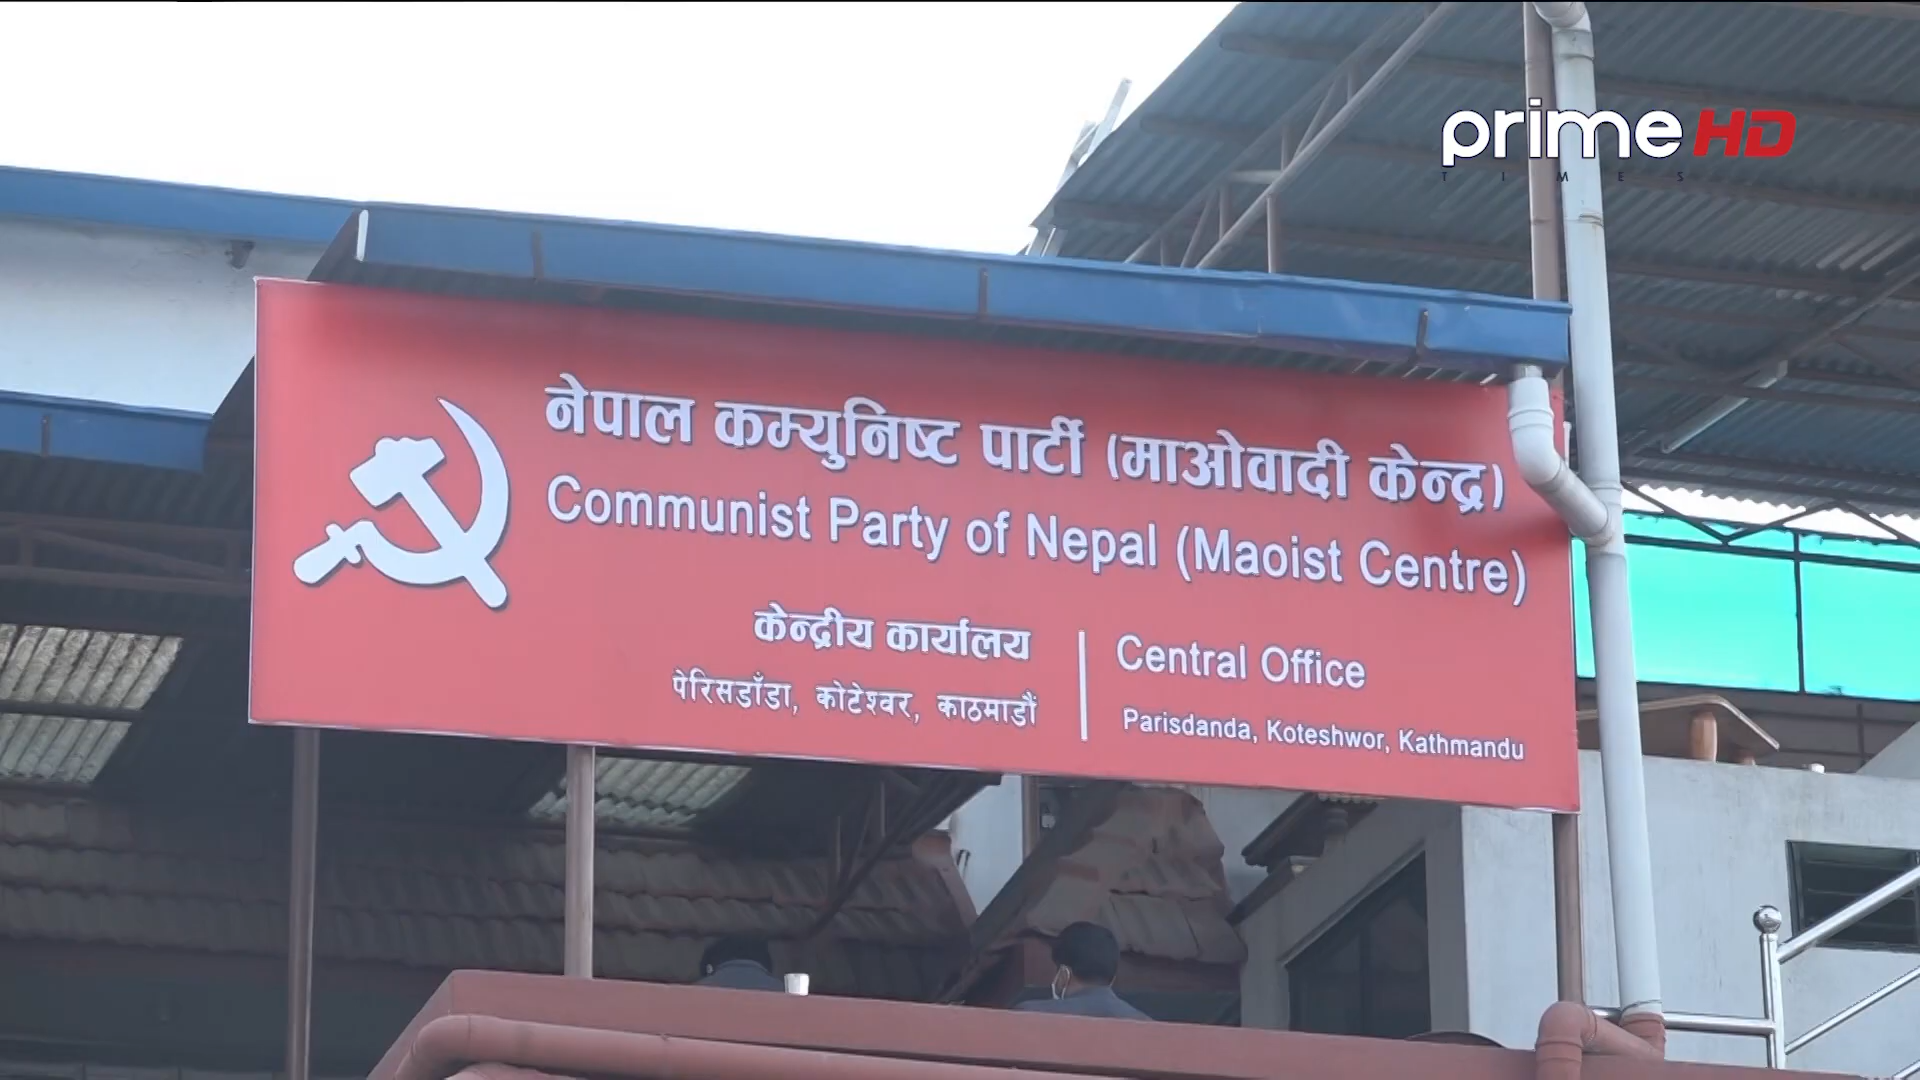 prime HD
TIMES
नेपाल कम्युनिष्ट पार्टी (माओवादी केन्द्र)
Communist Party of Nepal (Maoist Centre)
केन्द्रीय कार्यालय
पेरिसडाँडा, कोटेश्वर, काठमाडौं
Central Office
Parisdanda, Koteshwor, Kathmandu